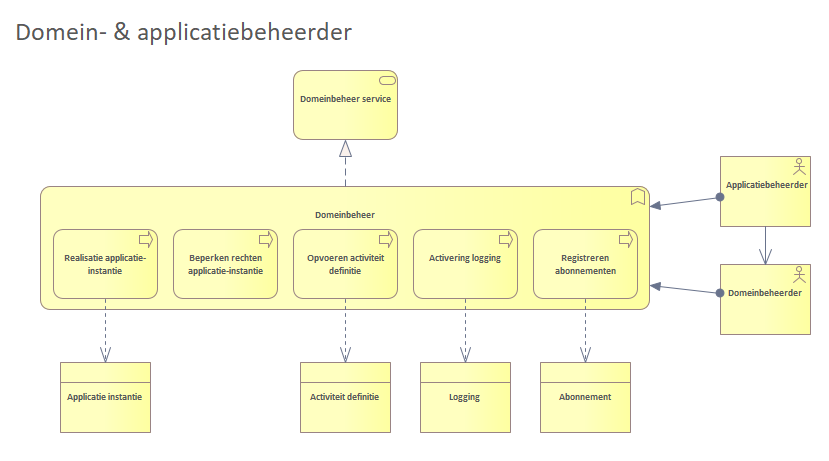 Domein- & applicatiebeheerder
Domeinbeheer service
Applicatiebeheerder
Domeinbeheer
Realisatie applicatie-
instantie
Beperken rechten
applicatie-instantie
Opvoeren activiteit
definitie
Activering logging
Registreren
abonnementen
Domeinbeheerder
Applicatie instantie
Activiteit definitie
Logging
Abonnement